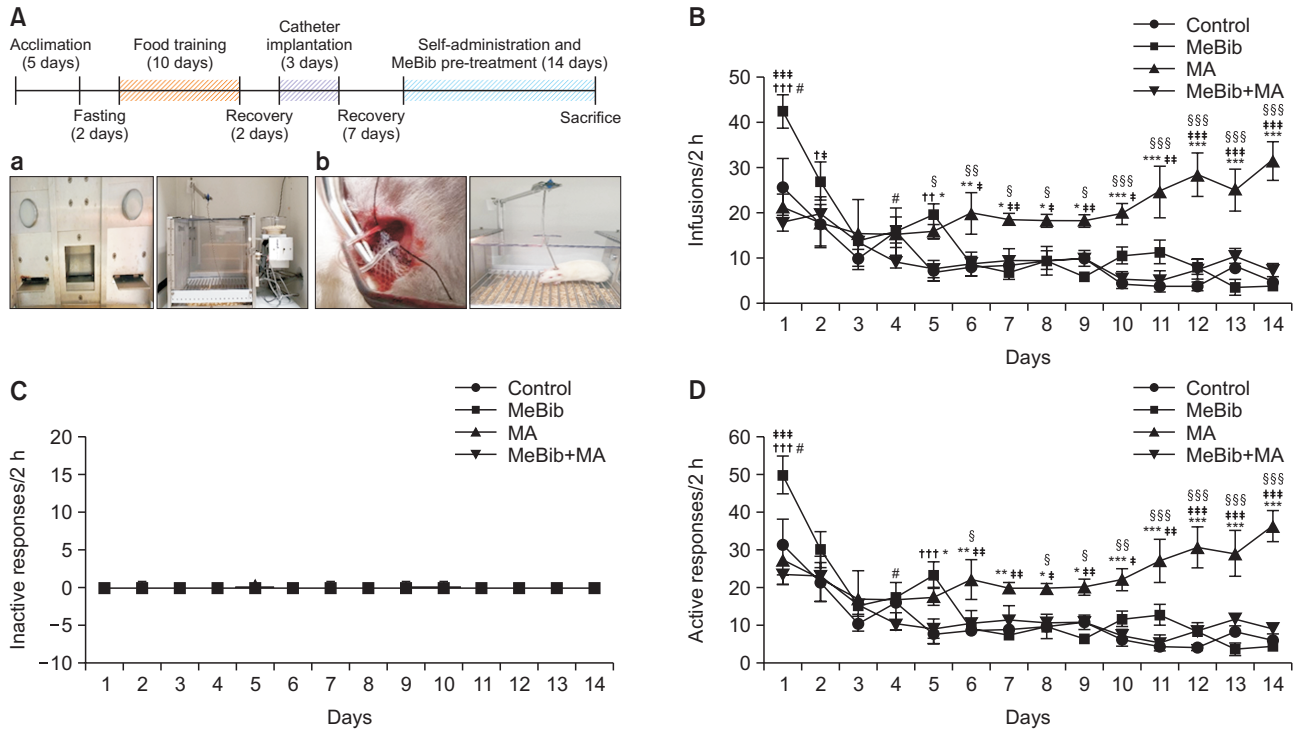 A
Acclimation
(5 days)
Food training
(10 days)
Catheter
implantation
(3 days)
Self-administration and
MeBib pre-treatment (14 days)
Fasting
(2 days)
Recovery
(2 days)
Recovery
(7 days)
Sacrifice
a
b
B
Control
MeBib
MA
MeBib+MA
Infusions/2 h
50
40
30
20
10
0
‡‡‡
††† #
†‡
#
§
†† *
§§
** ‡
§
* ‡‡
§
* ‡
§
* ‡‡
§§§
*** ‡
§§§
*** ‡‡
§§§
‡‡‡
***
§§§
‡‡‡
***
§§§
‡‡‡
***
1 2 3 4 5 6 7 8 9 10 11 12 13 14
Days
C
Control
MeBib
MA
MeBib+MA
Inactive responses/2 h
20
15
10
5
0
−5
−10
1 2 3 4 5 6 7 8 9 10 11 12 13 14
Days
D
Control
MeBib
MA
MeBib+MA
Active responses/2 h
60
50
40
30
20
10
0
‡‡‡
††† #
#
††† *
§
** ‡‡
** ‡‡
§
* ‡
§
* ‡‡
§§
*** ‡
§§§
*** ‡‡
§§§
‡‡‡
***
§§§
‡‡‡
***
§§§
‡‡‡
***
1 2 3 4 5 6 7 8 9 10 11 12 13 14
Days